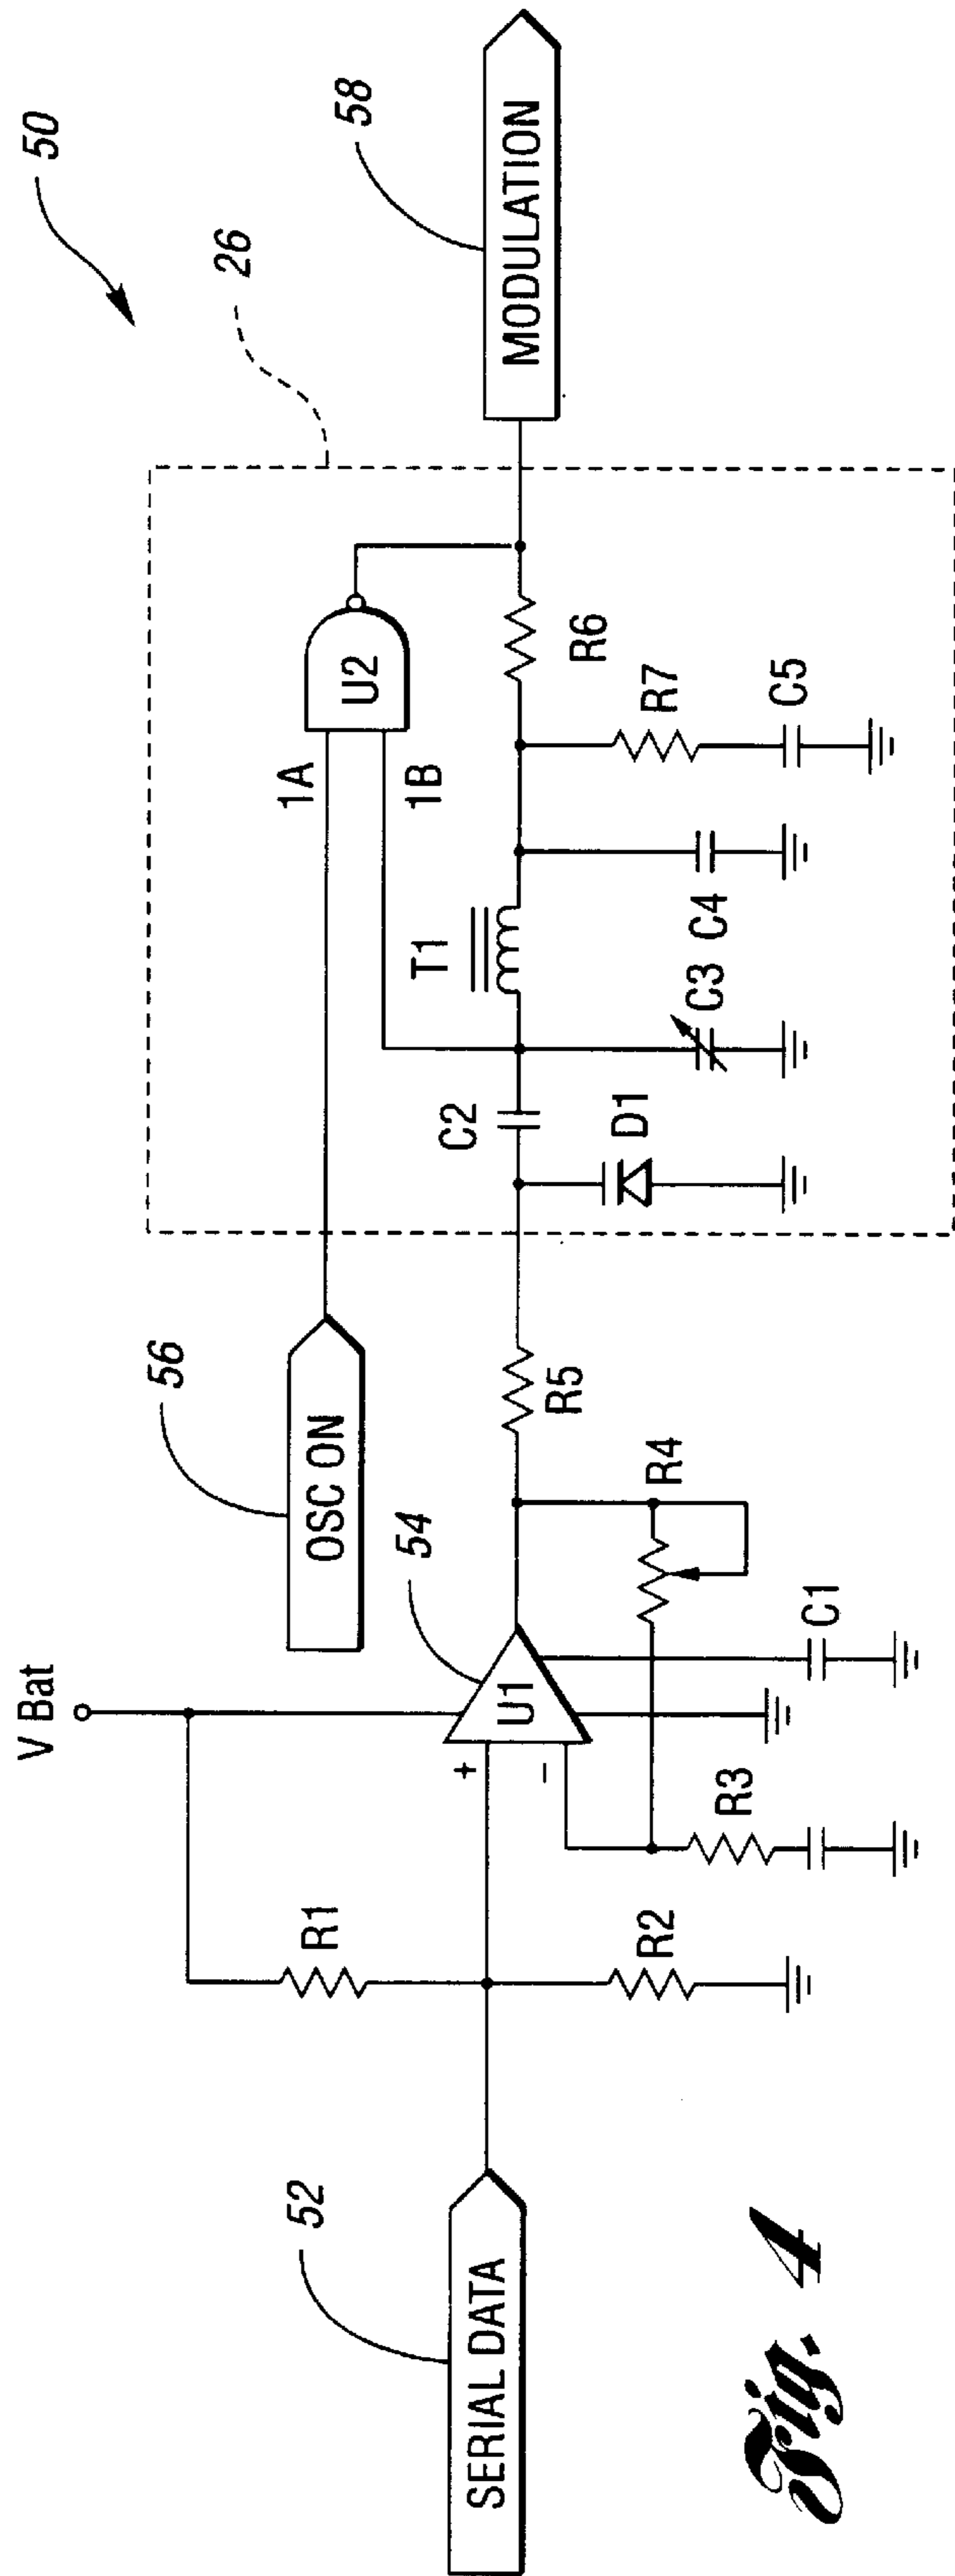 50
26
58
MODULATION
U2
1A
1B
R6
R7
C5
T1
C4
C3
C2
D1
56
OSC ON
R5
54
R4
V Bat
U1
+
−
C1
R3
R1
R2
52
SERIAL DATA
Fig. 4